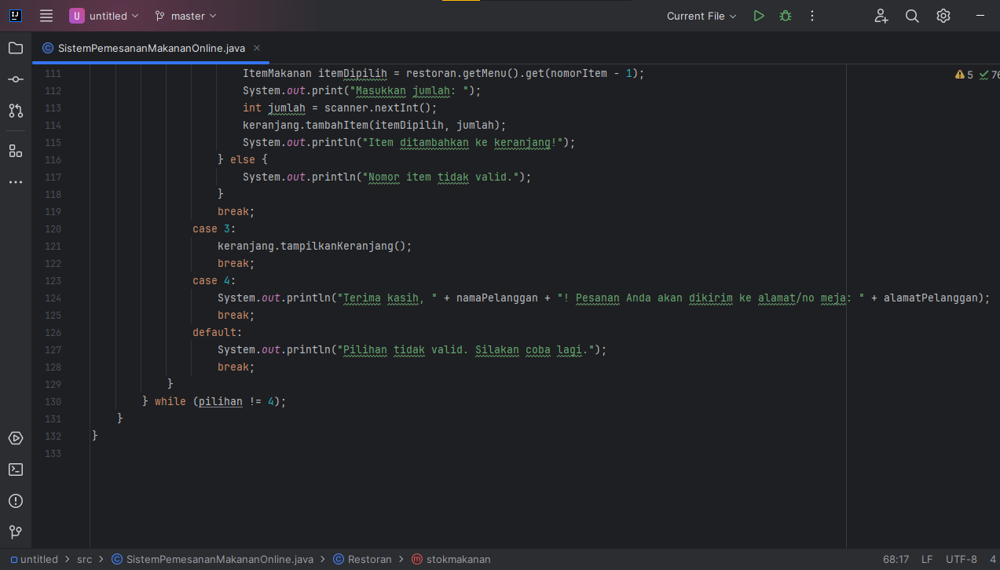 U untitled master Current File
SistemPemesananMakananOnline.java
111 ItemMakanan itemDipilih = restoran.getMenu().get(nomorItem - 1); 5 76
112 System.out.print("Masukkan jumlah: ");
113 int jumlah = scanner.nextInt();
114 keranjang.tambahItem(itemDipilih, jumlah);
115 System.out.println("Item ditambahkan ke keranjang!");
116 } else {
117 System.out.println("Nomor item tidak valid.");
118 }
119 break;
120 case 3:
121 keranjang.tampilkanKeranjang();
122 break;
123 case 4:
124 System.out.println("Terima kasih, " + namaPelanggan + "! Pesanan Anda akan dikirim ke alamat/no meja: " + alamatPelanggan);
125 break;
126 default:
127 System.out.println("Pilihan tidak valid. Silakan coba lagi.");
128 break;
129 }
130 } while (pilihan != 4);
131 }
132 }
133
untitled > src > SistemPemesananMakananOnline.java > Restoran > stokmakanan 68:17 LF UTF-8 4